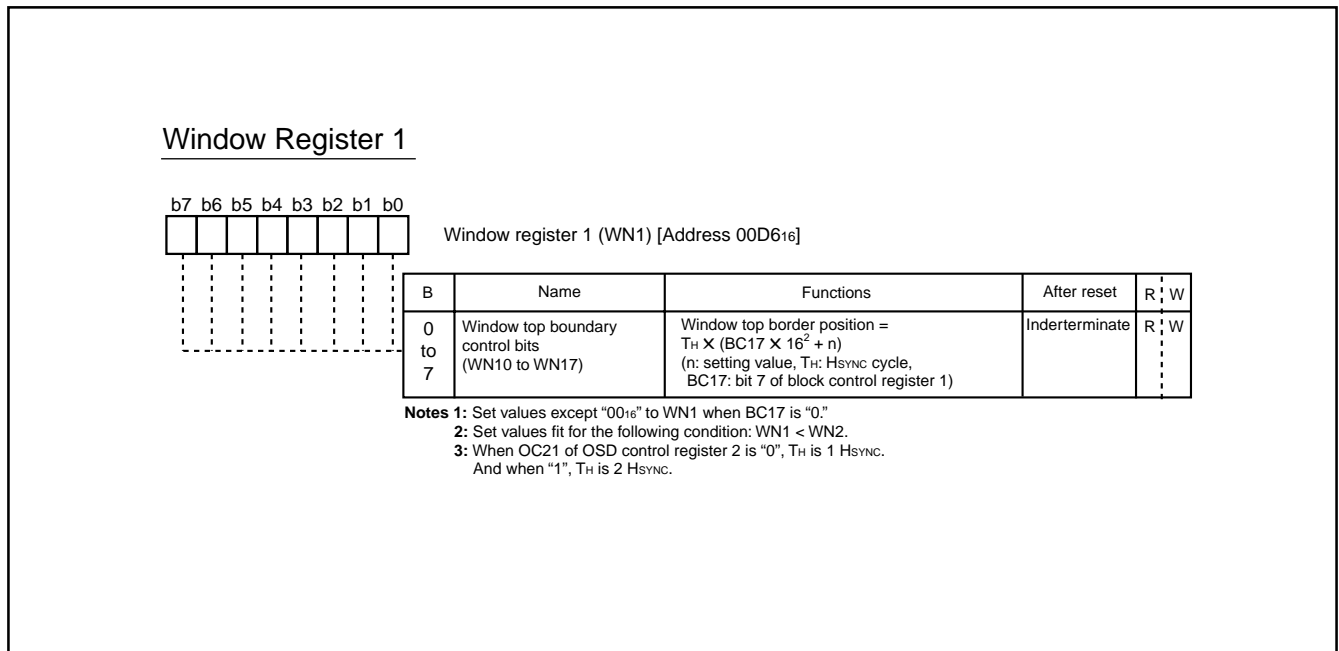 Window Register 1
b7 b6 b5 b4 b3 b2 b1 b0
Window register 1 (WN1) [Address 00D6₁₆]
B Name Functions After reset R W
0 to 7
Window top boundary
control bits
(WN10 to WN17)
Window top border position =
TH X (BC17 X 16² + n)
(n: setting value, TH: HSYNC cycle,
BC17: bit 7 of block control register 1)
Inderterminate R W
Notes 1: Set values except “00₁₆” to WN1 when BC17 is “0.”
2: Set values fit for the following condition: WN1 < WN2.
3: When OC21 of OSD control register 2 is “0”, TH is 1 HSYNC.
And when “1”, TH is 2 HSYNC.